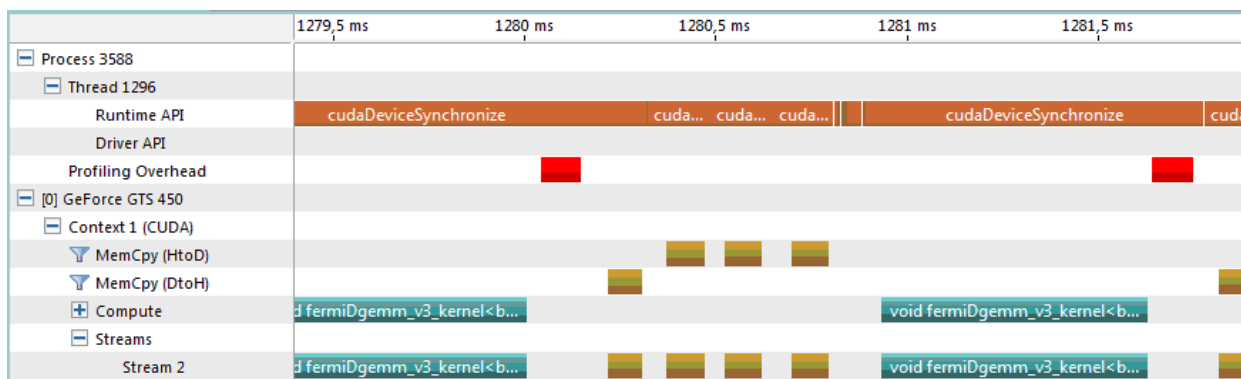 1279,5 ms 1280 ms 1280,5 ms 1281 ms 1281,5 ms
Process 3588
Thread 1296
Runtime API cudaDeviceSynchronize cuda... cuda... cuda... cudaDeviceSynchronize cud
Driver API
Profiling Overhead
[0] GeForce GTS 450
Context 1 (CUDA)
MemCpy (HtoD)
MemCpy (DtoH)
Compute d fermiDgemm_v3_kernel<b... void fermiDgemm_v3_kernel<b...
Streams
Stream 2 d fermiDgemm_v3_kernel<b... void fermiDgemm_v3_kernel<b...